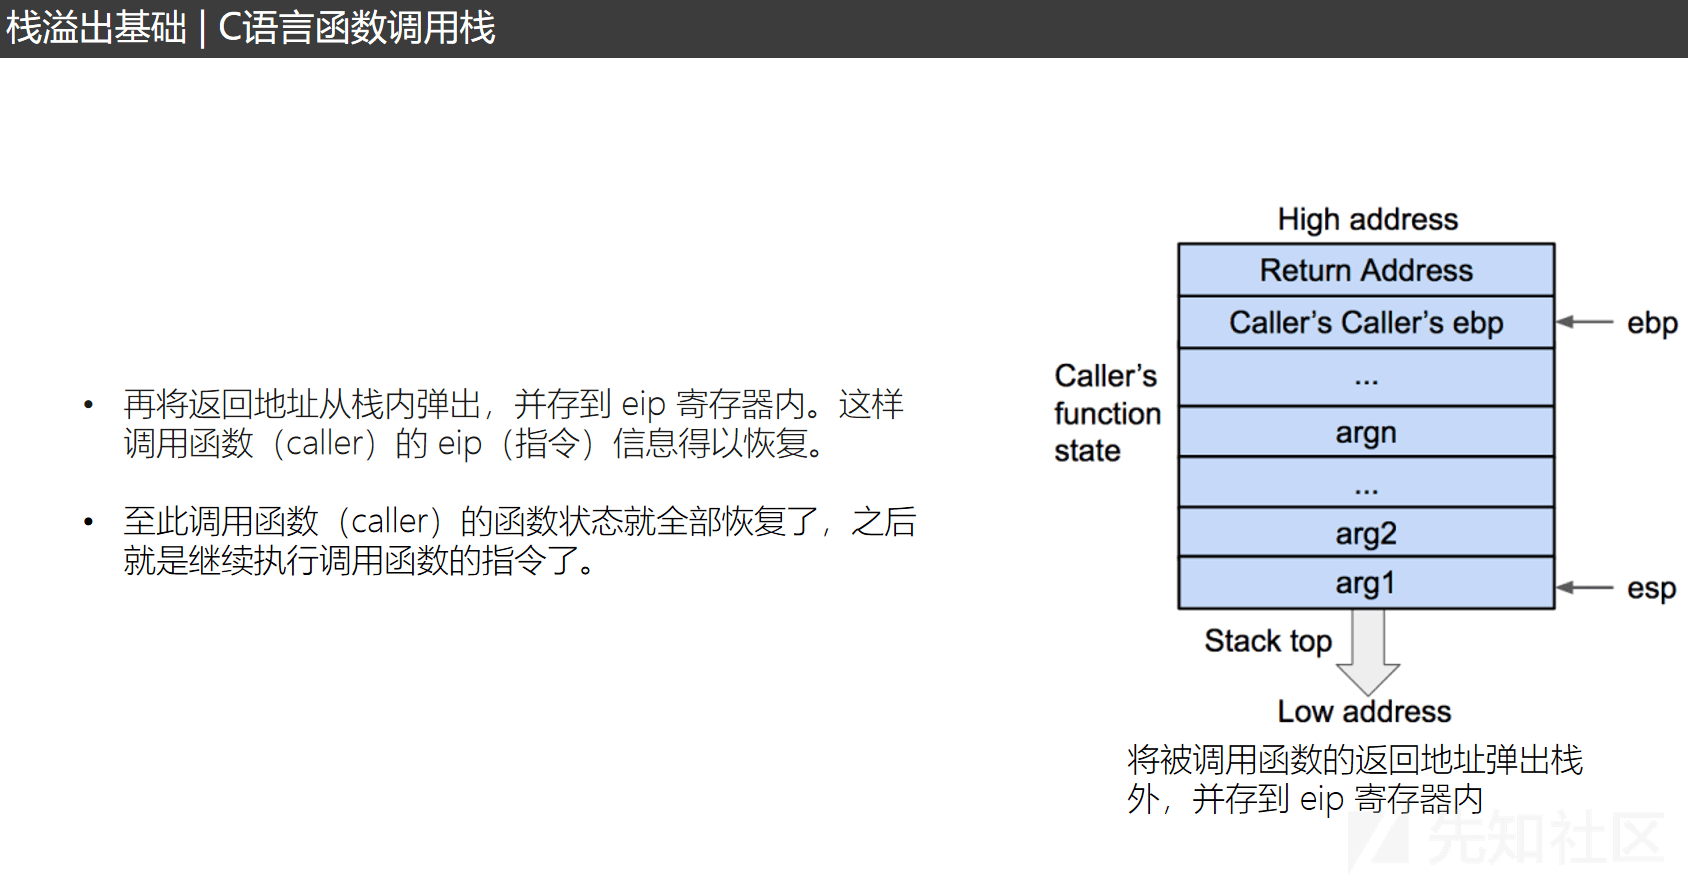 栈溢出基础 | C语言函数调用栈
• 再将返回地址从栈内弹出，并存到 eip 寄存器内。这样
调用函数（caller）的 eip（指令）信息得以恢复。
• 至此调用函数（caller）的函数状态就全部恢复了，之后
就是继续执行调用函数的指令了。
High address
Return Address
Caller’s Caller’s ebp
ebp
...
Caller’s
function
state
argn
...
arg2
arg1
esp
Stack top
Low address
将被调用函数的返回地址弹出栈
外，并存到 eip 寄存器内
先知社区